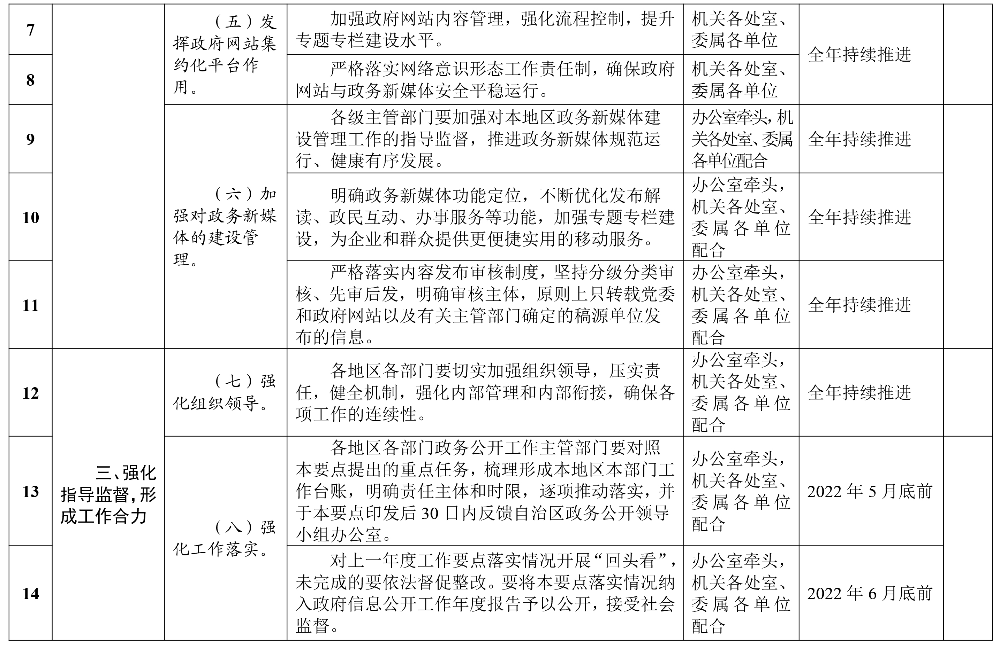 7
（五）发
挥政府网站集
约化平台作
用。
加强政府网站内容管理，强化流程控制，提升
专题专栏建设水平。
机关各处室、
委属各单位
全年持续推进
8
严格落实网络意识形态工作责任制，确保政府
网站与政务新媒体安全平稳运行。
机关各处室、
委属各单位
9
（六）加
强对政务新媒
体的建设管
理。
各级主管部门要加强对本地区政务新媒体建
设管理工作的指导监督，推进政务新媒体规范运
行、健康有序发展。
办公室牵头，机
关各处室、委属
各单位配合
全年持续推进
10
明确政务新媒体功能定位，不断优化发布解
读、政民互动、办事服务等功能，加强专题专栏建
设，为企业和群众提供更便捷实用的移动服务。
办公室牵头，
机关各处室、
委属各单位
配合
全年持续推进
11
严格落实内容发布审核制度，坚持分级分类审
核、先审后发，明确审核主体，原则上只转载党委
和政府网站以及有关主管部门确定的稿源单位发
布的信息。
办公室牵头，
机关各处室、
委属各单位
配合
全年持续推进
12
三、强化
指导监督，形
成工作合力
（七）强
化组织领导。
各地区各部门要切实加强组织领导，压实责
任，健全机制，强化内部管理和内部衔接，确保各
项工作的连续性。
办公室牵头，
机关各处室、
委属各单位
配合
全年持续推进
13
（八）强
化工作落实。
各地区各部门政务公开工作主管部门要对照
本要点提出的重点任务，梳理形成本地区本部门工
作台账，明确责任主体和时限，逐项推动落实，并
于本要点印发后 30 日内反馈自治区政务公开领导
小组办公室。
办公室牵头，
机关各处室、
委属各单位
配合
2022 年 5 月底前
14
对上一年度工作要点落实情况开展“回头看”，
未完成的要依法督促整改。要将本要点落实情况纳
入政府信息公开工作年度报告予以公开，接受社会
监督。
办公室牵头，
机关各处室、
委属各单位
配合
2022 年 6 月底前